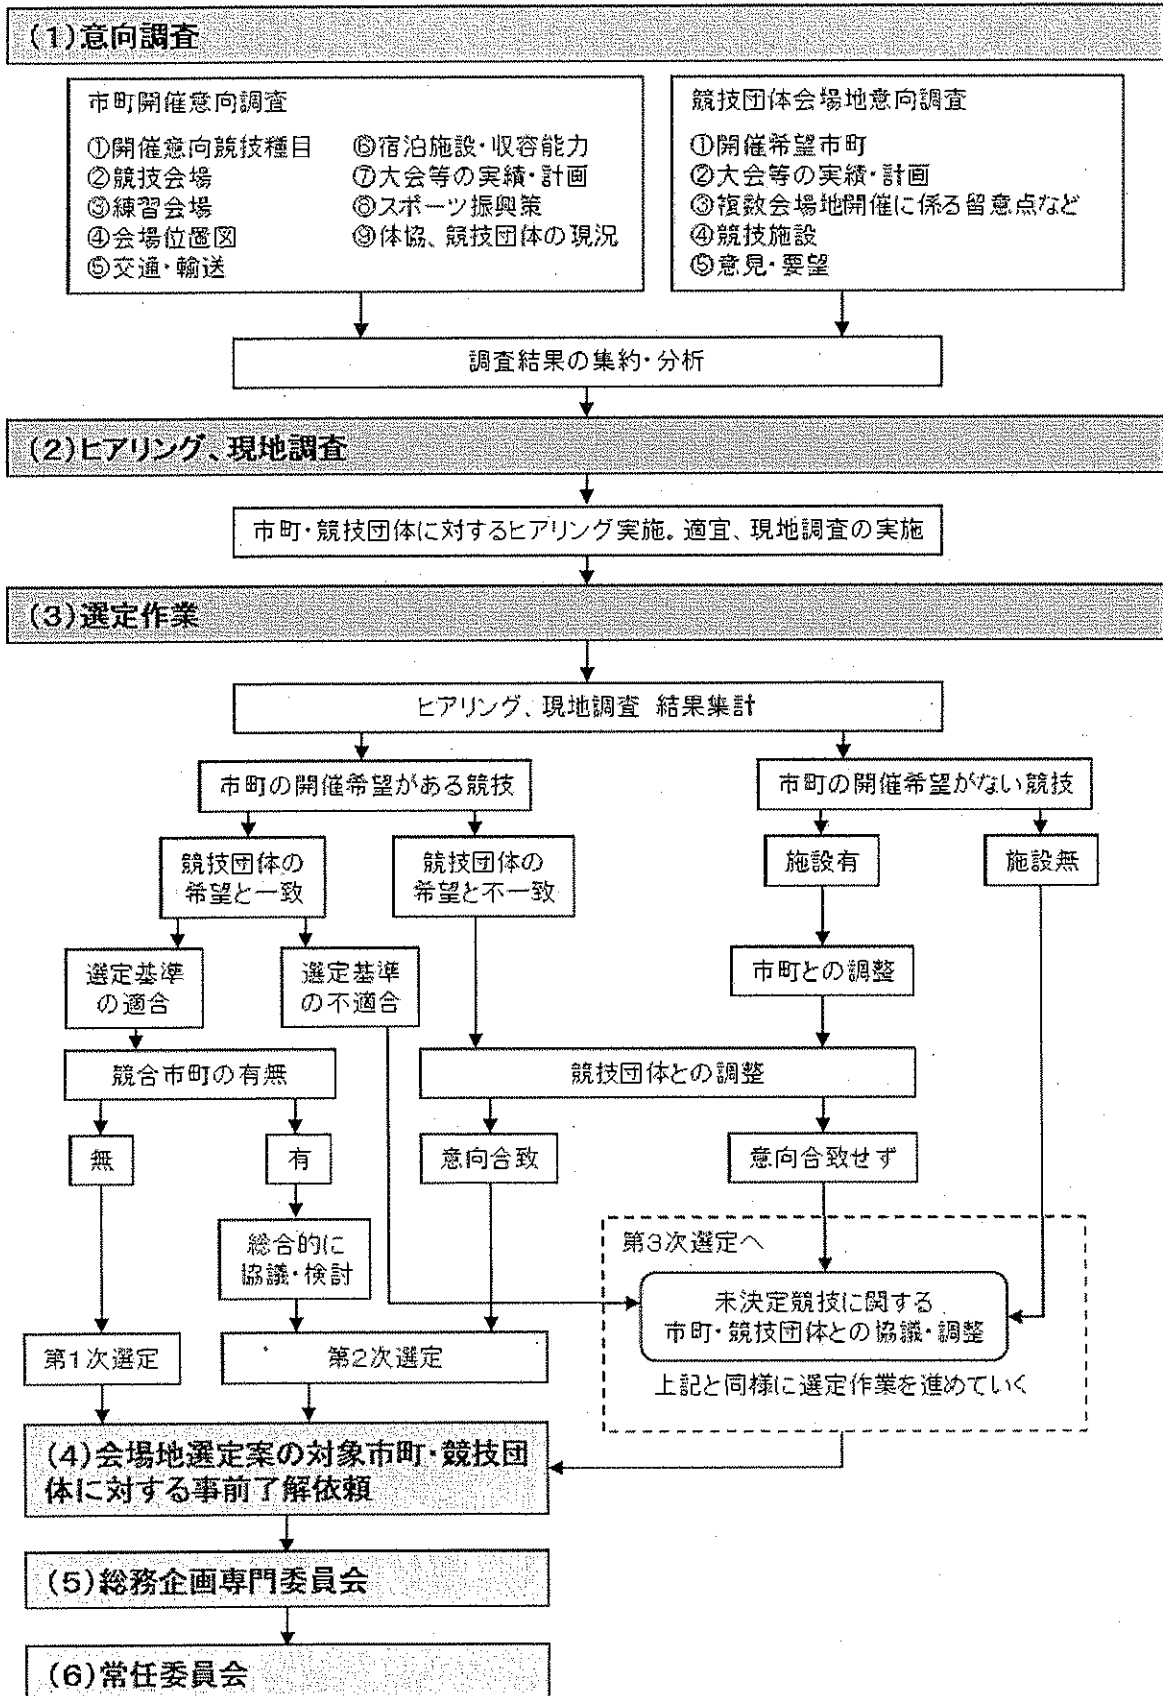 (1)意向調査
市町開催意向調査
①開催意向競技種目
②競技会場
③練習会場
④会場位置図
⑤交通・輸送
⑥宿泊施設・収容能力
⑦大会等の実績・計画
⑧スポーツ振興策
⑨体協、競技団体の現況
競技団体会場地意向調査
①開催希望市町
②大会等の実績・計画
③複数会場地開催に係る留意点など
④競技施設
⑤意見・要望
調査結果の集約・分析
(2)ヒアリング、現地調査
市町・競技団体に対するヒアリング実施。適宜、現地調査の実施
(3)選定作業
ヒアリング、現地調査 結果集計
市町の開催希望がある競技
市町の開催希望がない競技
競技団体の
希望と一致
競技団体の
希望と不一致
施設有
施設無
選定基準
の適合
選定基準
の不適合
市町との調整
競合市町の有無
競技団体との調整
無
有
意向合致
意向合致せず
総合的に
協議・検討
第3次選定へ
未決定競技に関する
市町・競技団体との協議・調整
上記と同様に選定作業を進めていく
第1次選定
第2次選定
(4)会場地選定案の対象市町・競技団
体に対する事前了解依頼
(5)総務企画専門委員会
(6)常任委員会